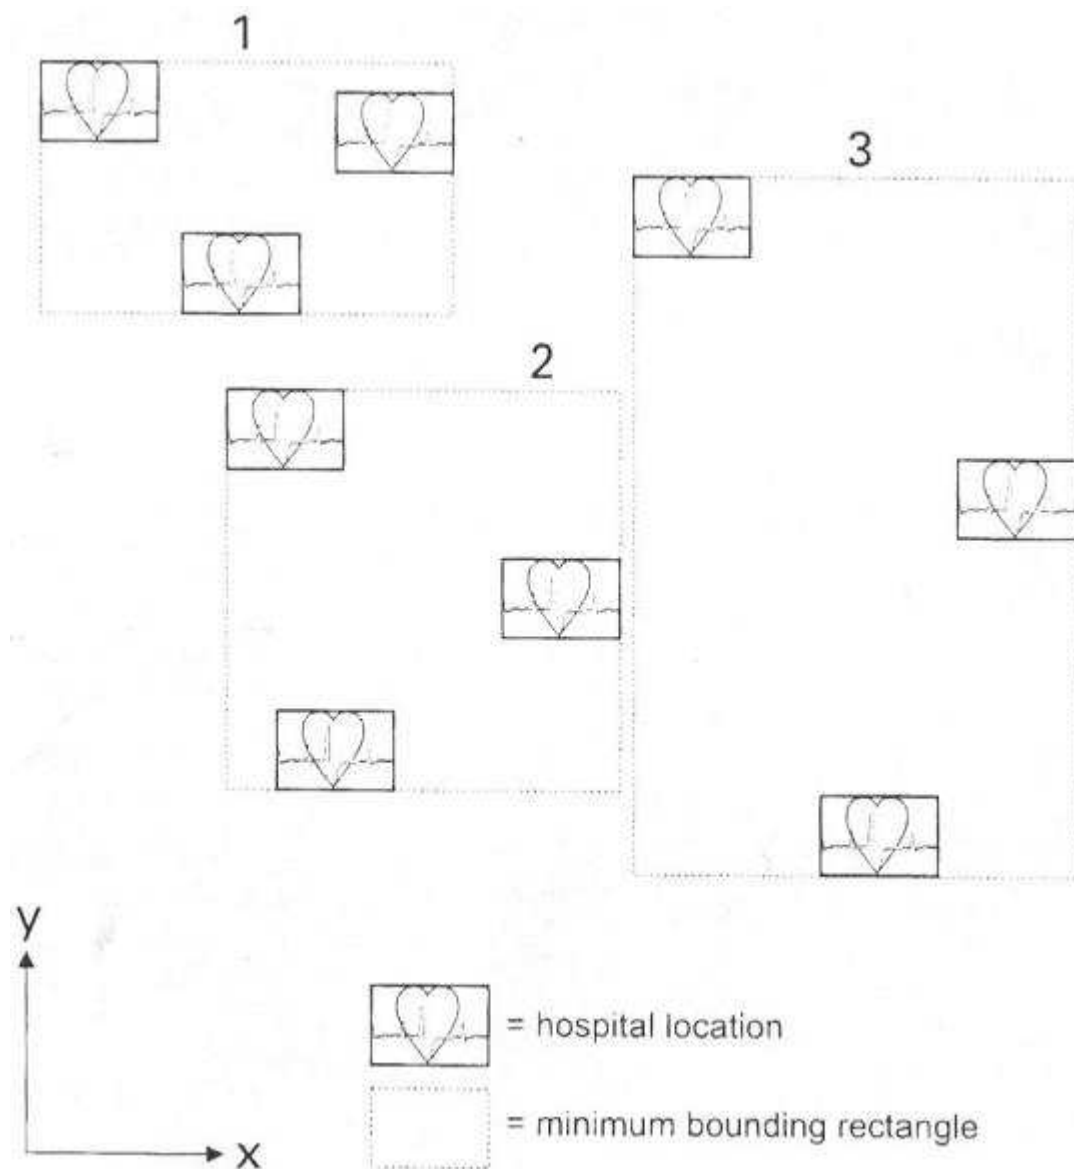 1
3
2
y
x
= hospital location
= minimum bounding rectangle